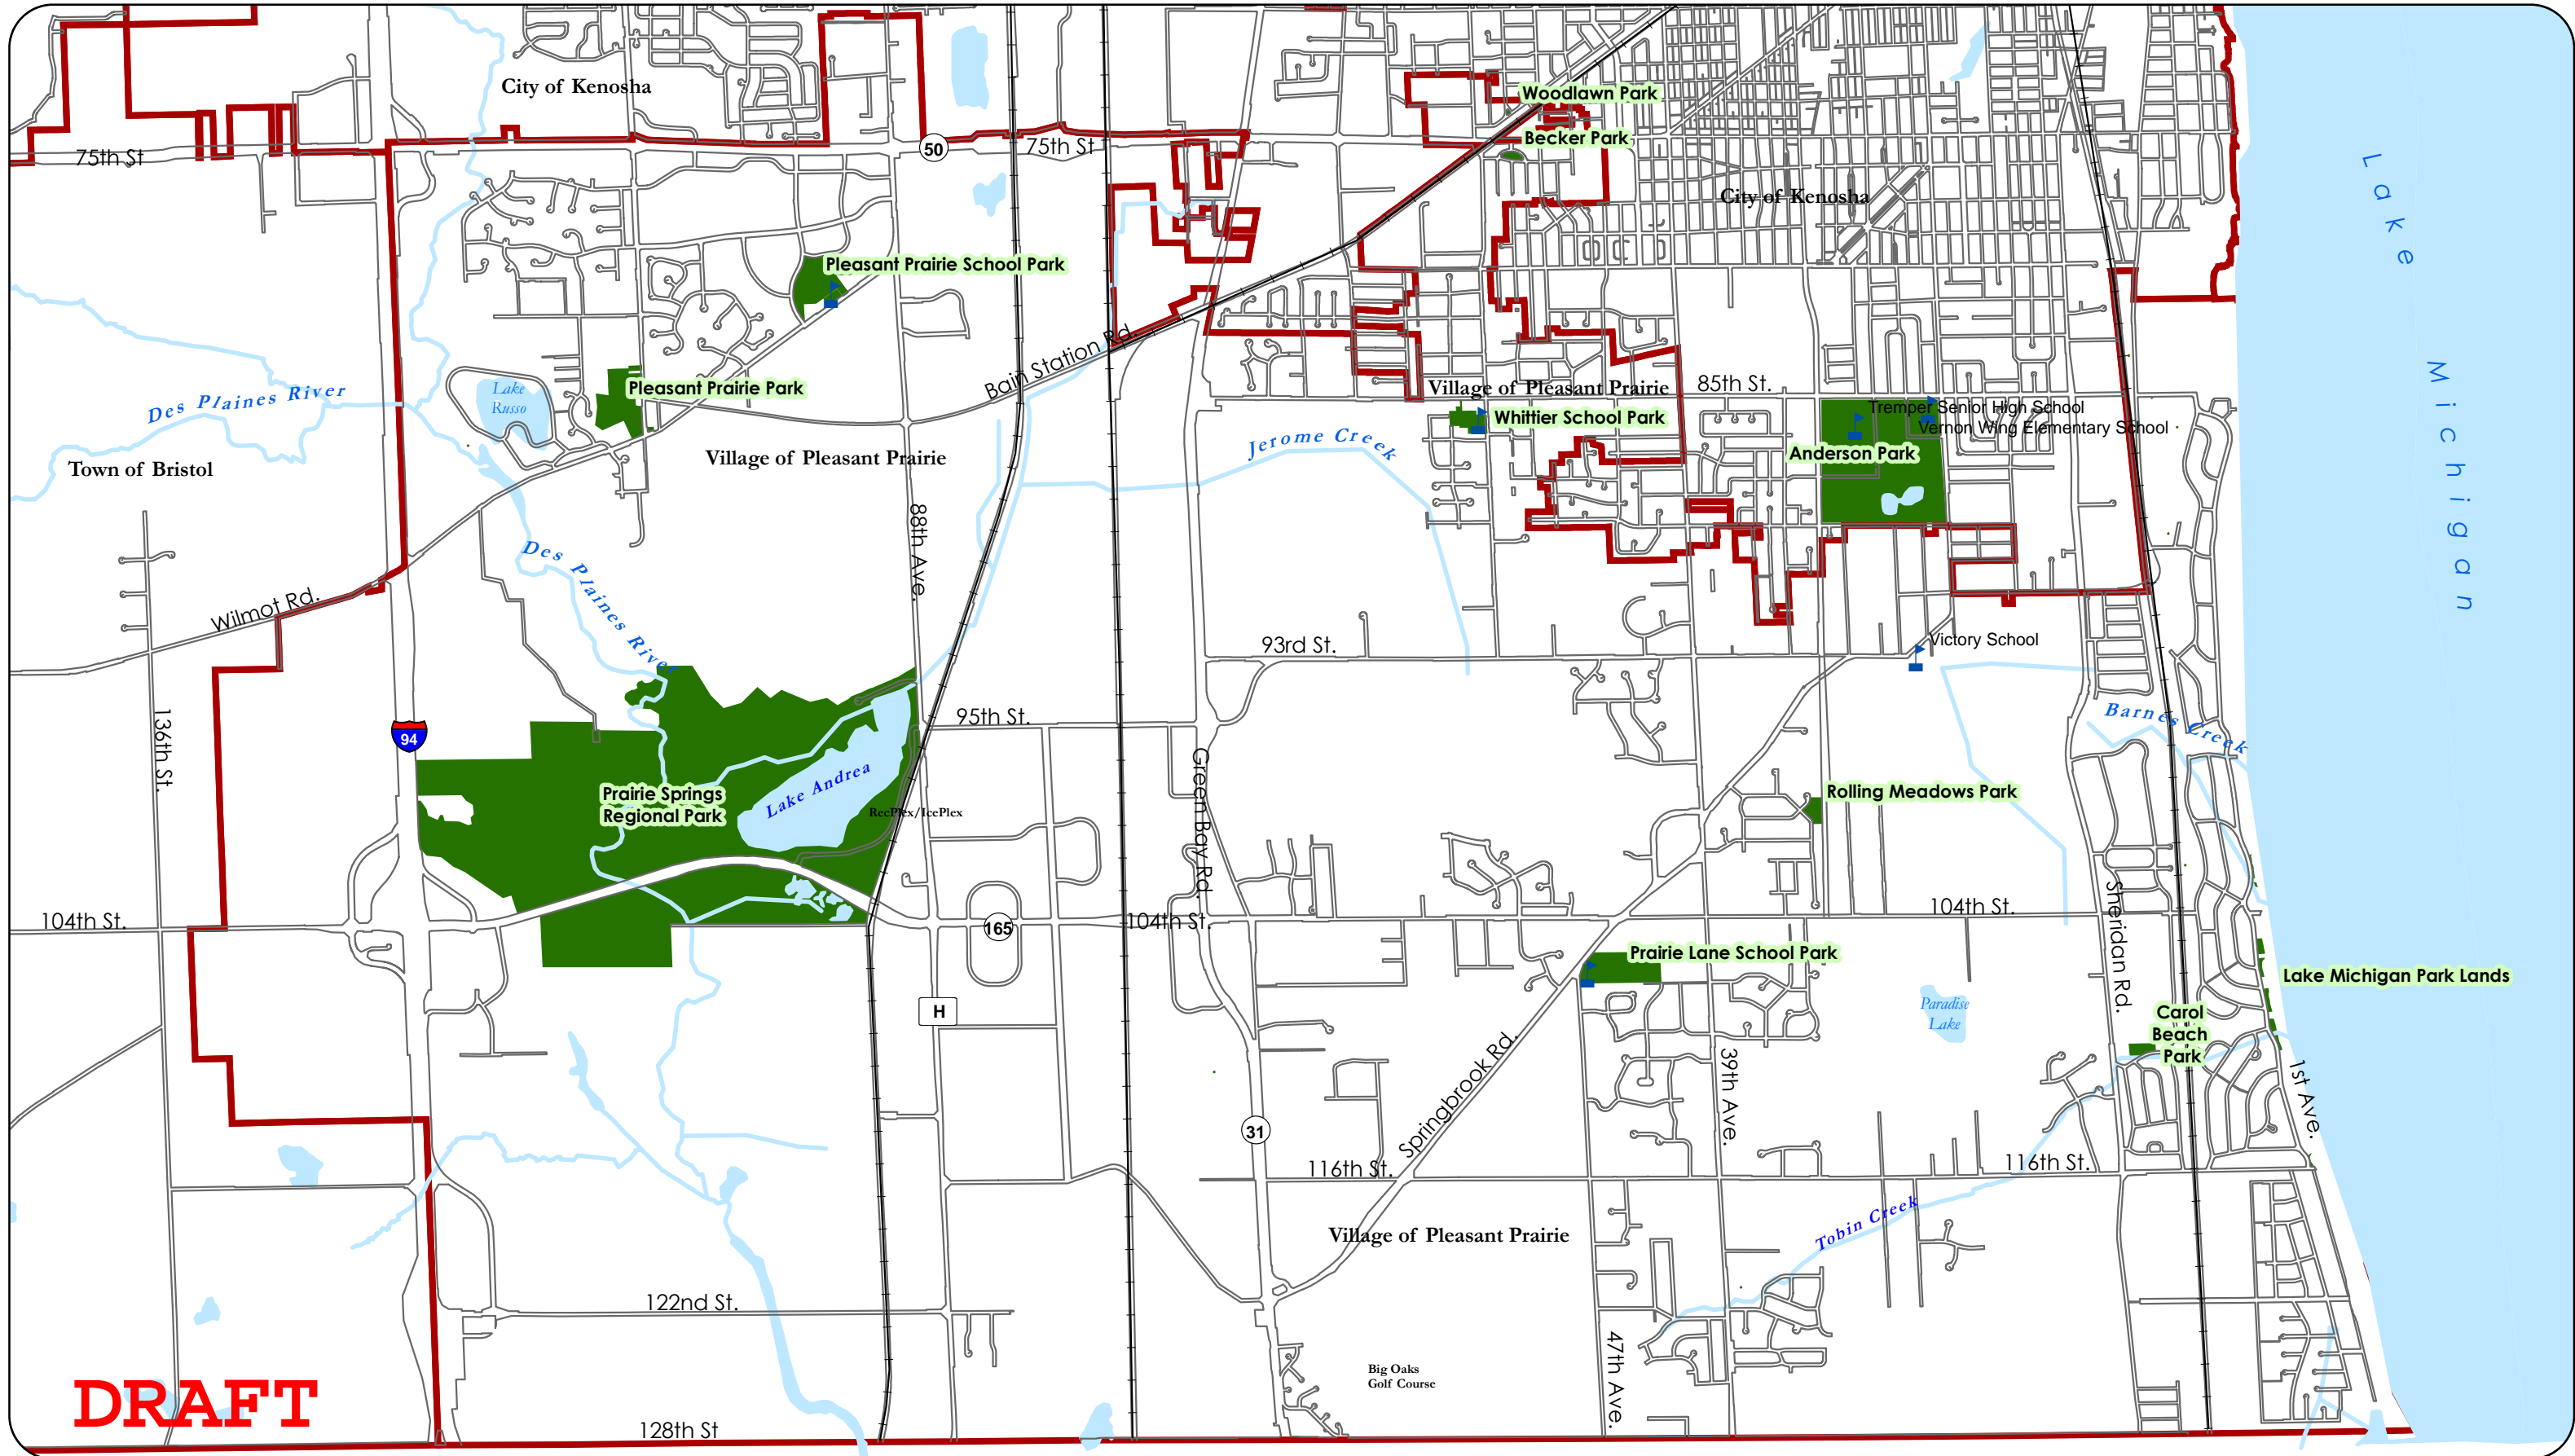 City of Kenosha
Woodlawn Park
Becker Park
75th St
50
75th St
City of Kenosha
Lake Michigan
Pleasant Prairie School Park
Bain Station Rd.
Des Plaines River
Lake
Russo
Pleasant Prairie Park
Village of Pleasant Prairie
85th St.
Tremper Senior High School
Vernon Wing Elementary School
Whittier School Park
Jerome Creek
Anderson Park
Town of Bristol
Village of Pleasant Prairie
88th Ave.
Des Plaines River
Wilmot Rd.
93rd St.
Victory School
136th St.
94
95th St.
Barnes Creek
Green Bay Rd.
Lake Andrea
Prairie Springs
Regional Park
RecPlex/IcePlex
Rolling Meadows Park
104th St.
165
104th St.
104th St.
Sheridan Rd.
Prairie Lane School Park
Lake Michigan Park Lands
H
Paradise
Lake
Carol
Beach
Park
Springbrook Rd.
39th Ave.
1st Ave.
31
116th St.
116th St.
Village of Pleasant Prairie
Tobin Creek
122nd St.
47th Ave.
Big Oaks
Golf Course
DRAFT
128th St